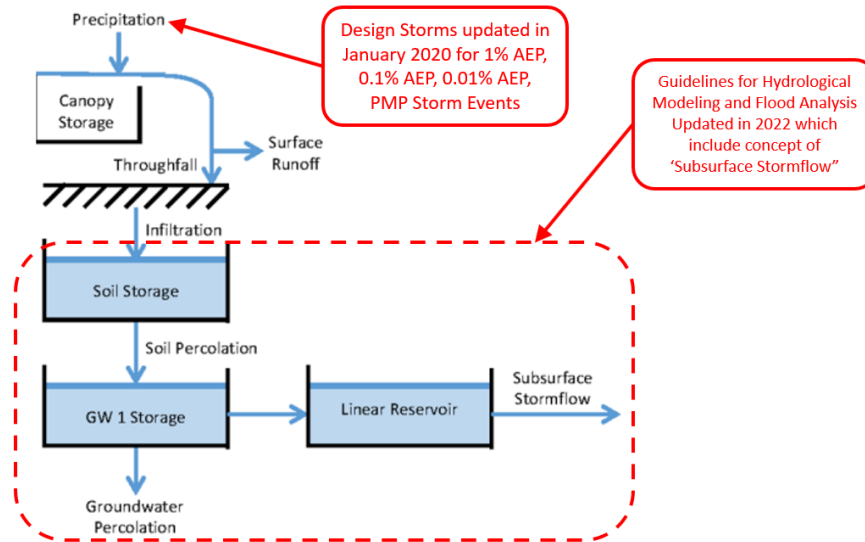 Precipitation
Design Storms updated in
January 2020 for 1% AEP,
0.1% AEP, 0.01% AEP,
PMP Storm Events
Guidelines for Hydrological
Modeling and Flood Analysis
Updated in 2022 which
include concept of
‘Subsurface Stormflow”
Canopy
Storage
Surface
Runoff
Throughfall
Infiltration
Soil Storage
Soil Percolation
GW 1 Storage
Linear Reservoir
Subsurface
Stormflow
Groundwater
Percolation